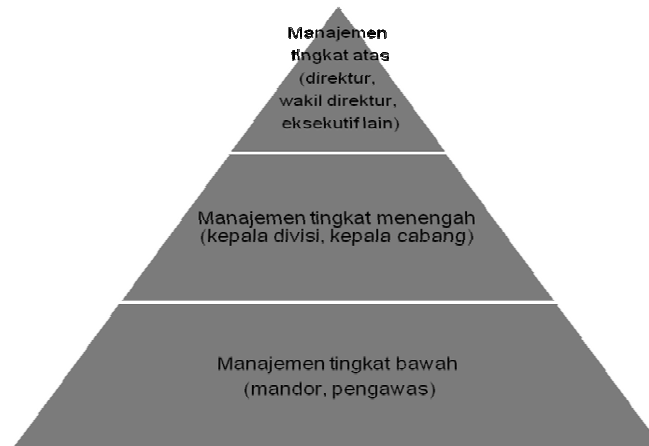 Manajemen
tingkat atas
(direktur,
wakil direktur,
eksekutif lain)
Manajemen tingkat menengah
(kepala divisi, kepala cabang)
Manajemen tingkat bawah
(mandor, pengawas)